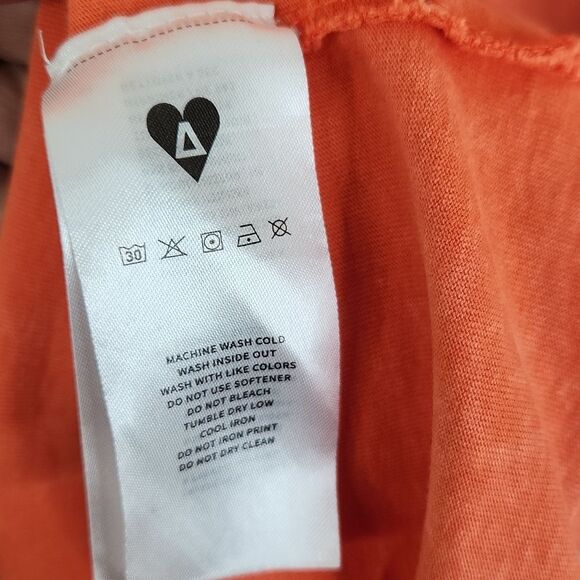 Δ
30
MACHINE WASH COLD
WASH INSIDE OUT
WASH WITH LIKE COLORS
DO NOT USE SOFTENER
DO NOT BLEACH
TUMBLE DRY LOW
COOL IRON
DO NOT IRON PRINT
DO NOT DRY CLEAN